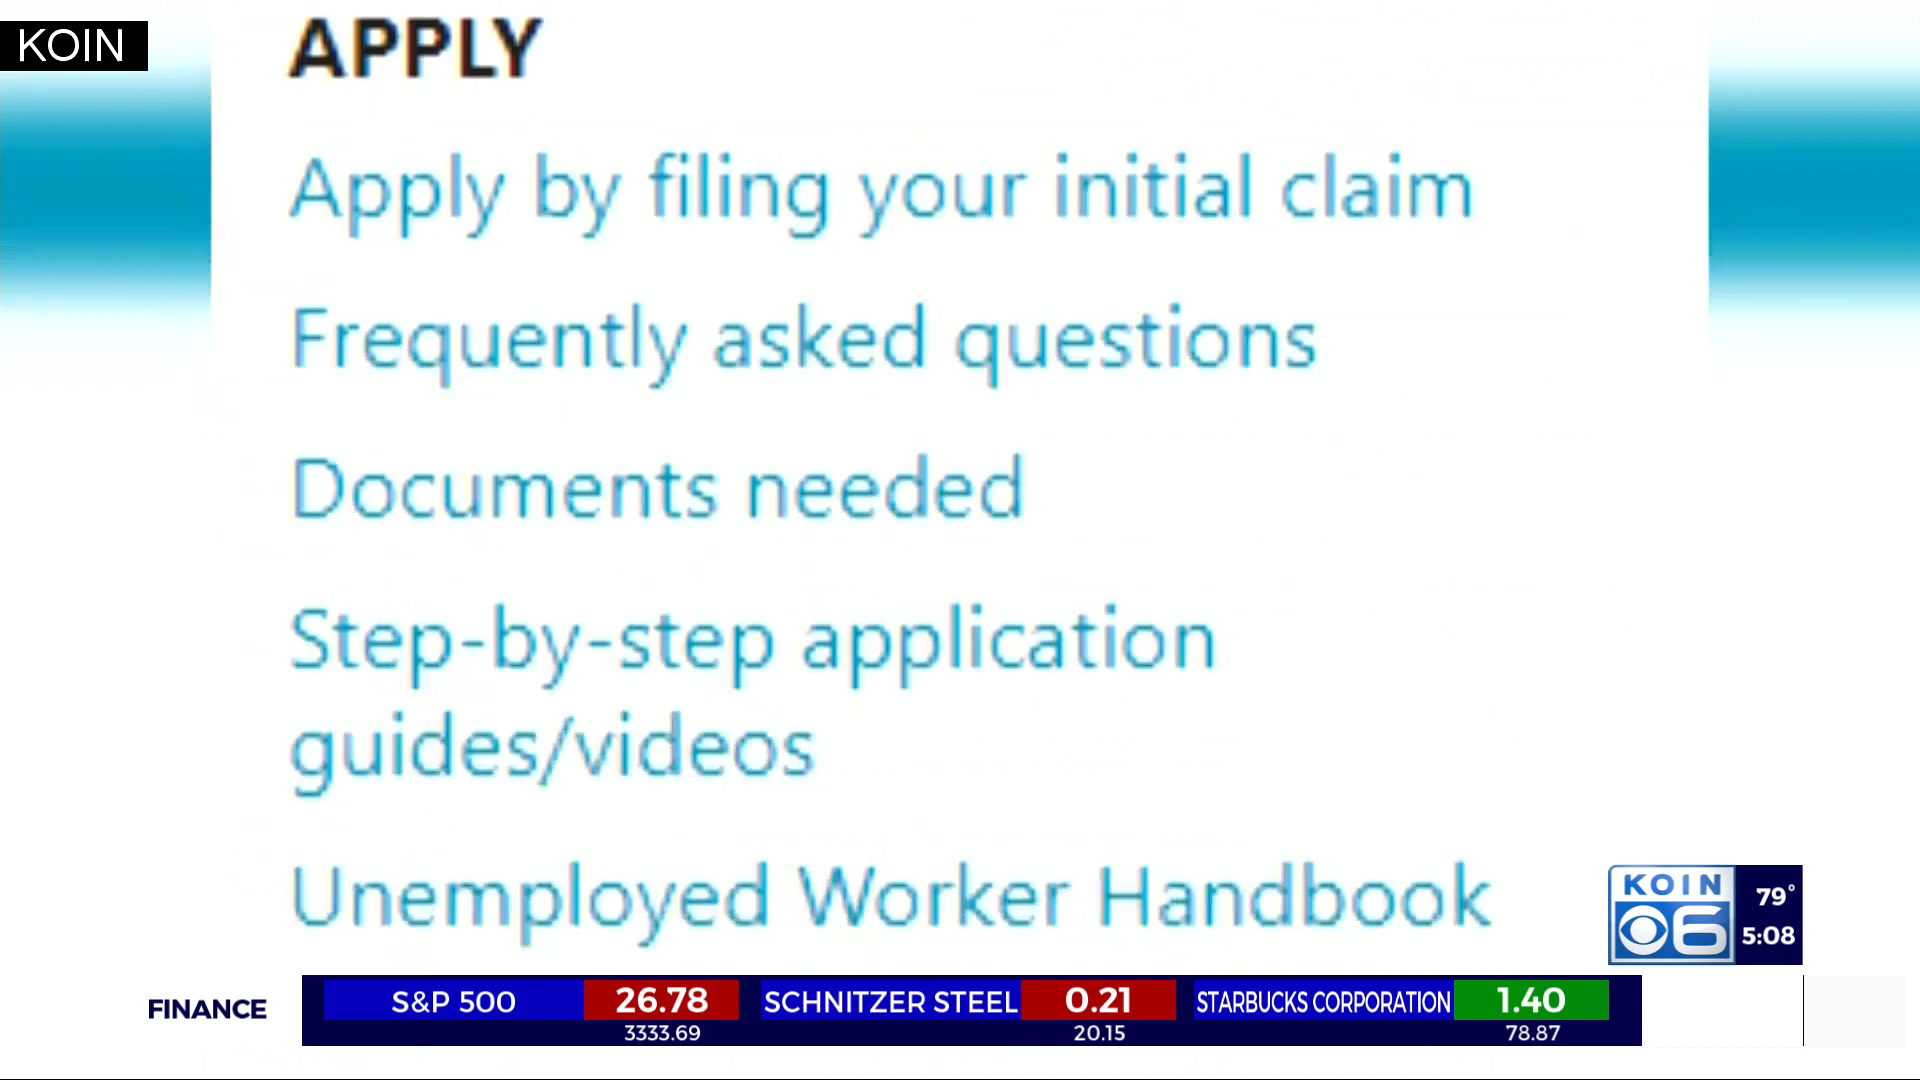 KOIN
APPLY
Apply by filing your initial claim
Frequently asked questions
Documents needed
Step-by-step application
guides/videos
Unemployed Worker Handbook
KOIN
6
79°
5:08
FINANCE
S&P 500
26.78
3333.69
SCHNITZER STEEL
0.21
20.15
STARBUCKS CORPORATION
1.40
78.87